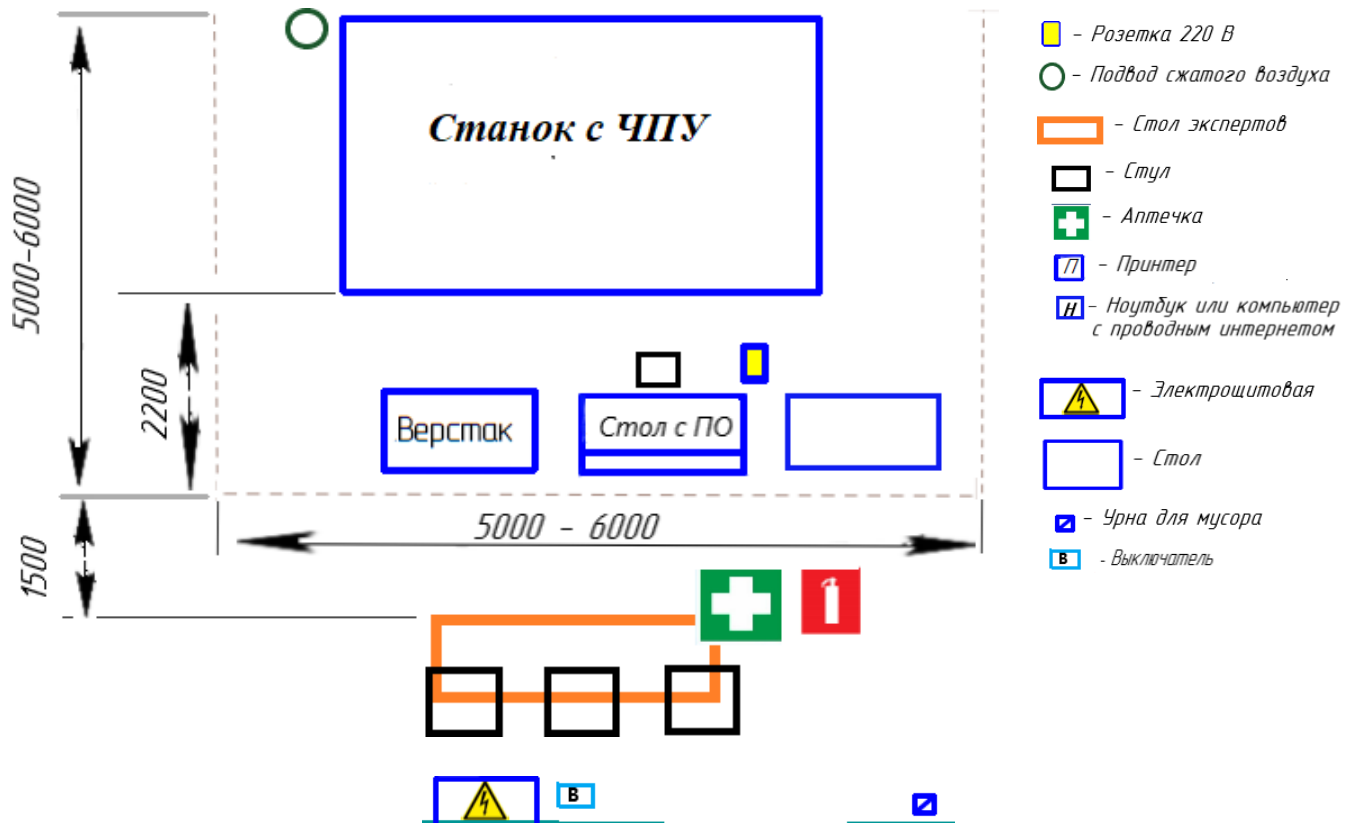 Станок с ЧПУ
5000-6000
2200
Верстак
Стол с ПО
5000 - 6000
1500
В
- Розетка 220 В
- Подвод сжатого воздуха
- Стол экспертов
- Стул
- Аптечка
П - Принтер
Н - Ноутбук или компьютер
с проводным интернетом
- Электрощитовая
- Стол
- Урна для мусора
В - Выключатель